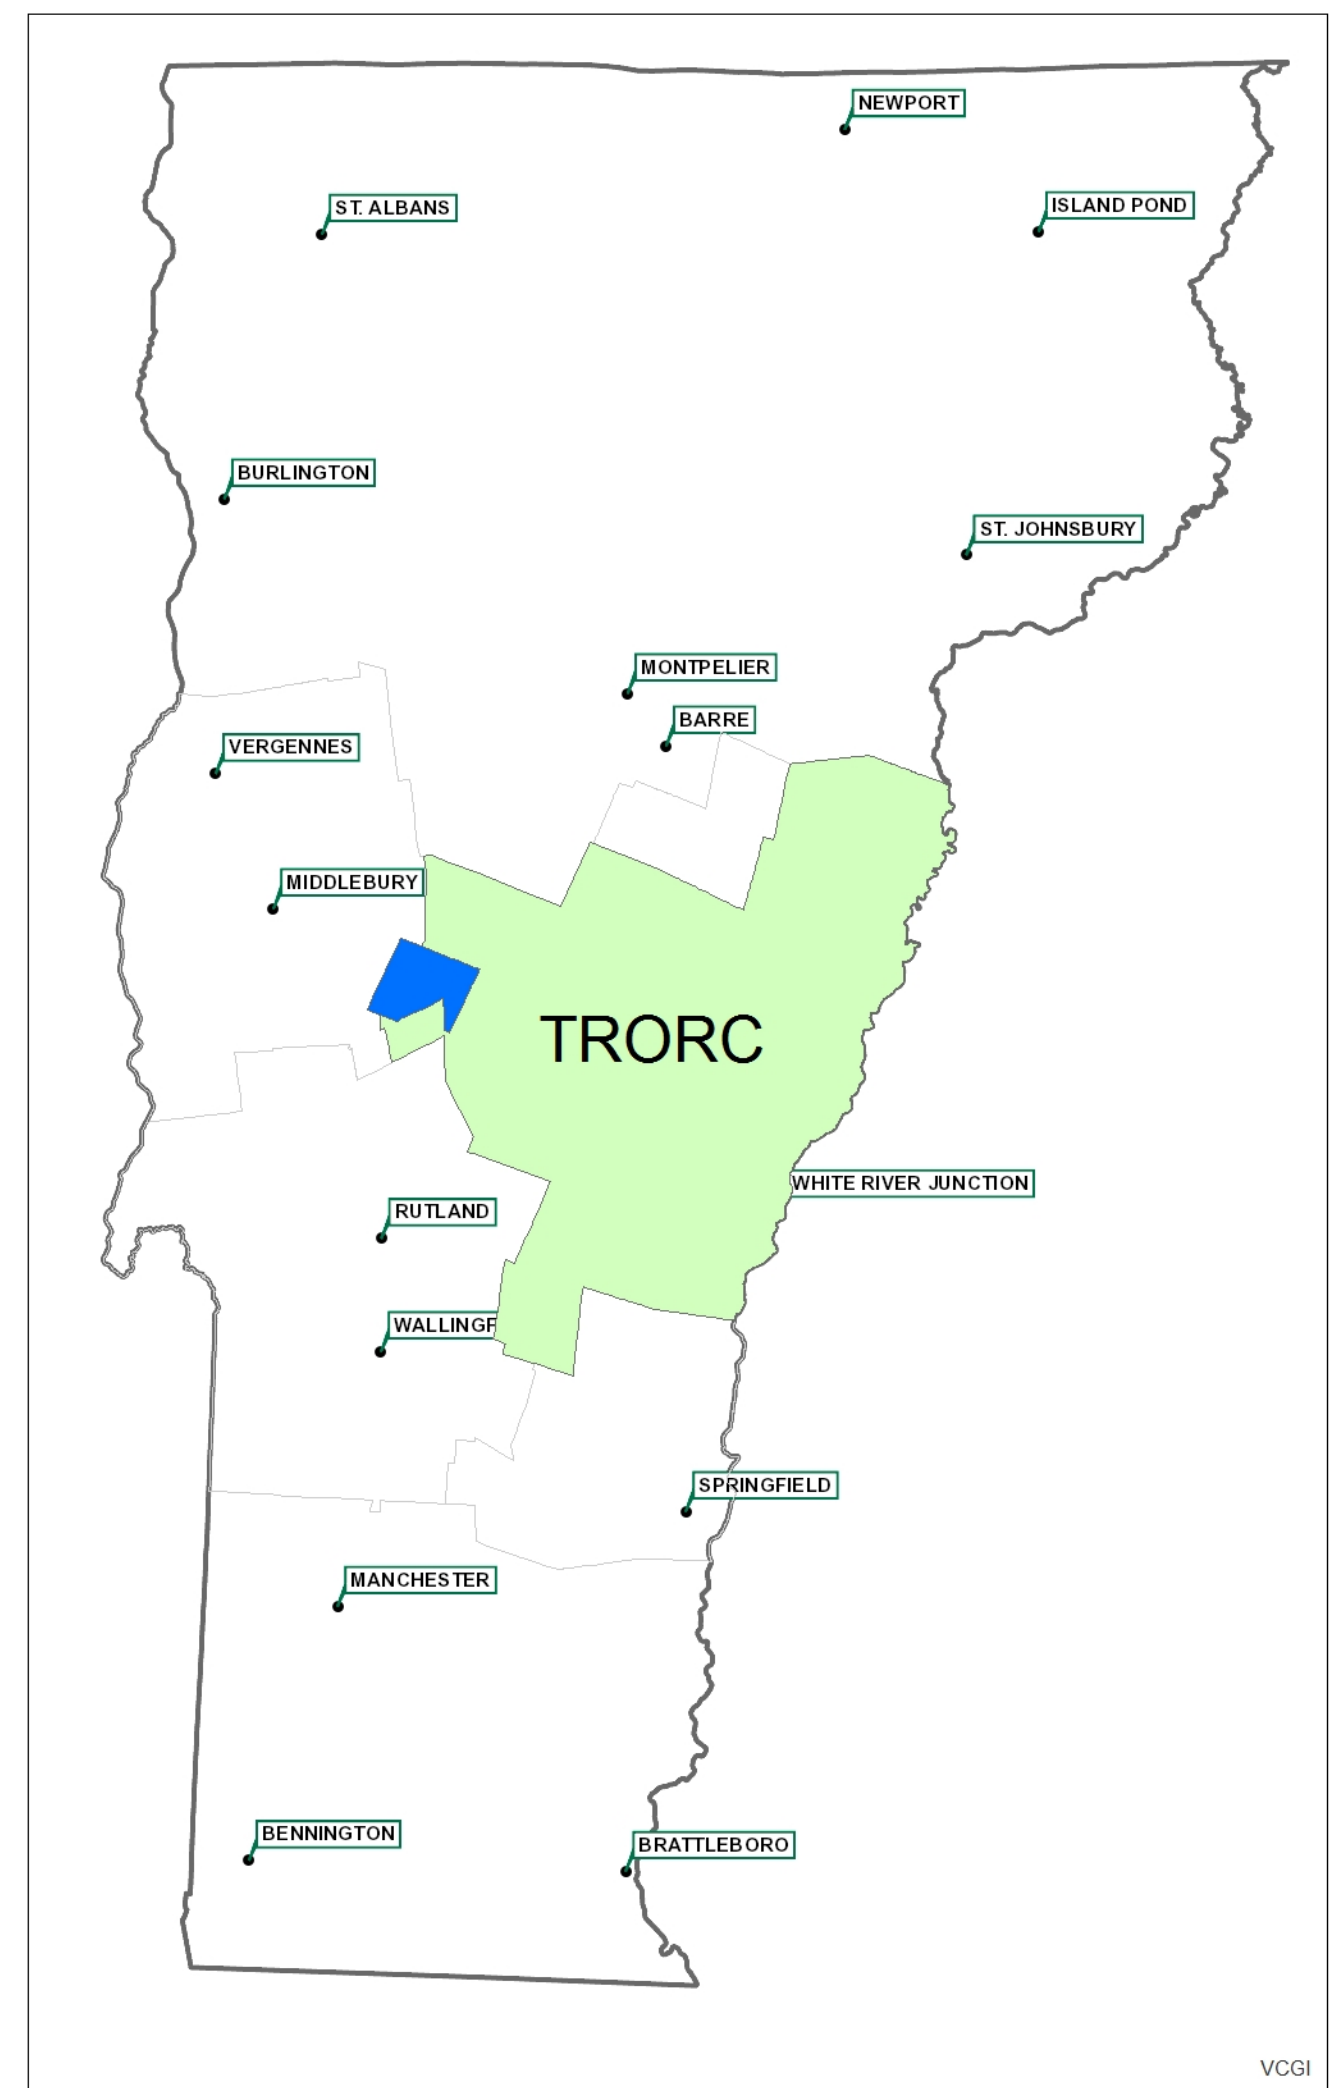 NEWPORT
ST. ALBANS
ISLAND POND
BURLINGTON
ST. JOHNSBURY
MONTPELIER
BARRE
VERGENNES
MIDDLEBURY
TRORC
WHITE RIVER JUNCTION
RUTLAND
WALLINGF
SPRINGFIELD
MANCHESTER
BENNINGTON
BRATTLEBORO
VCGI